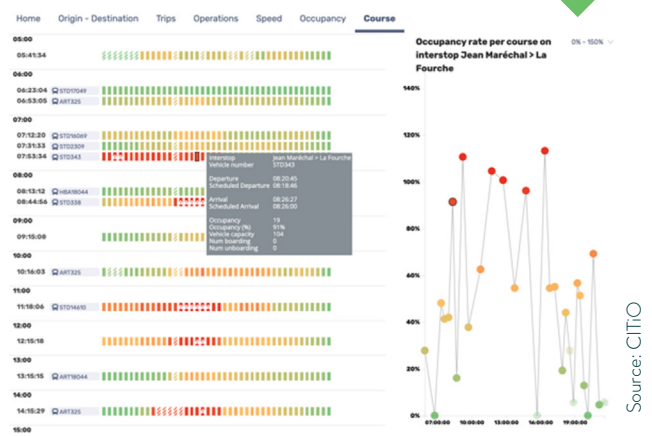 Home Origin - Destination Trips Operations Speed Occupancy Course
05:00
05:41:34
06:00
06:23:04 STD17049
06:53:05 ART325
07:00
07:12:20 STD16069
07:31:33 STD2309
07:53:34 STD343
Interstop Jean Maréchal > La Fourche
Vehicle number STD343
Departure 08:20:45
Scheduled Departure 08:18:46
Arrival 08:26:27
Scheduled Arrival 08:26:00
Occupancy 19
Occupancy (%) 91%
Vehicle capacity 104
Num boarding 0
Num unboarding 0
08:00
08:13:12 HBA18044
08:44:56 STD338
09:00
09:15:08
10:00
10:16:03 ART325
11:00
11:18:06 STD14610
12:00
12:15:18
13:00
13:15:15 ART18044
14:00
14:15:29 ART325
15:00
Occupancy rate per course on
interstop Jean Maréchal > La
Fourche
0% - 150%
140%
120%
100%
80%
60%
40%
20%
0%
07:00:00 10:00:00 13:00:00 16:00:00 19:00:00
Source: CITiO